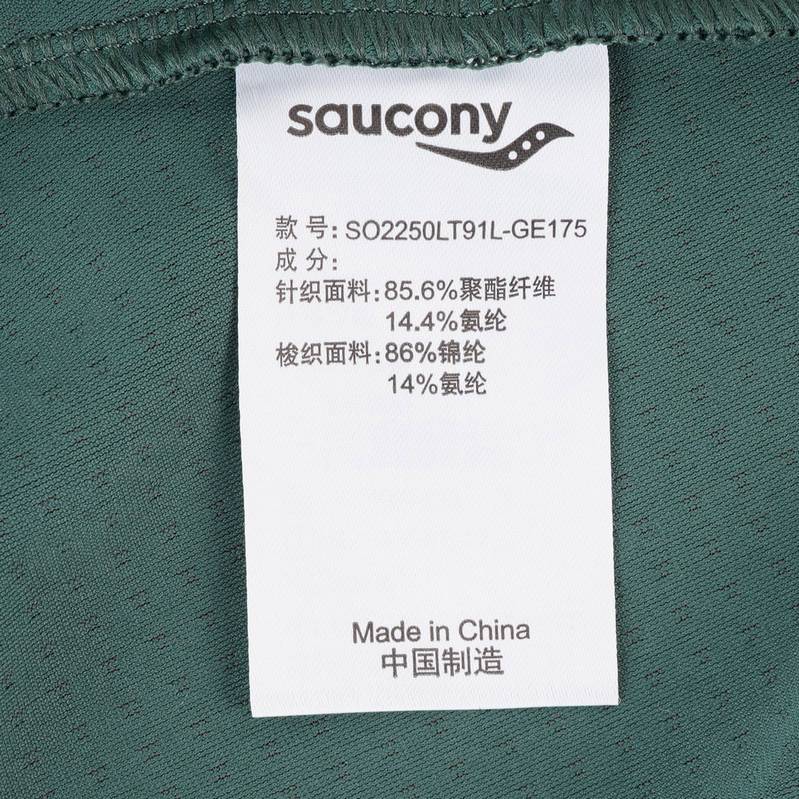 saucony
款 号: SO2250LT91L-GE175
成 分:
针织面料: 85.6%聚酯纤维
14.4%氨纶
梭织面料: 86%锦纶
14%氨纶
Made in China
中国制造